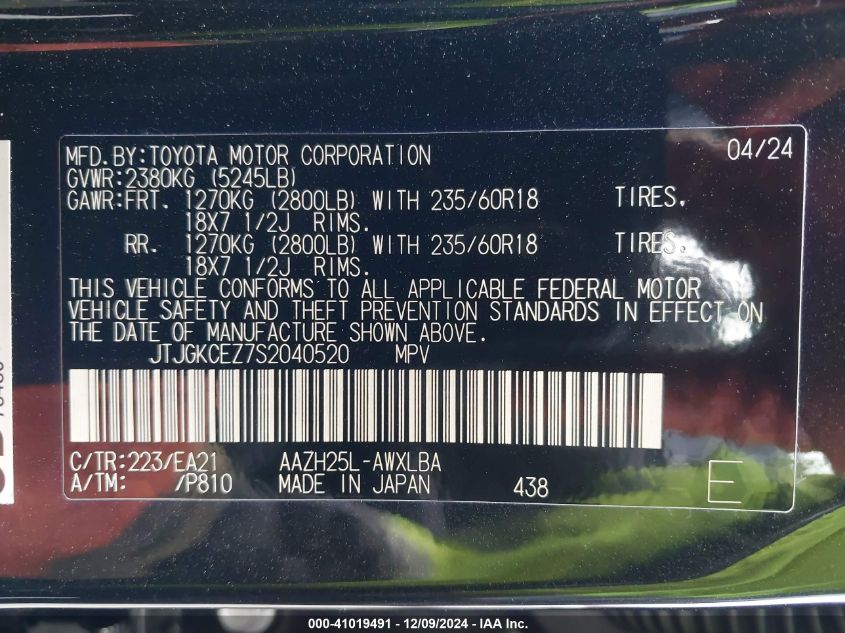 MFD.BY:TOYOTA MOTOR CORPORATION 04/24
GVWR:2380KG (5245LB)
GAWR:FRT. 1270KG (2800LB) WITH 235/60R18 TIRES,
18X7 1/2J RIMS.
RR. 1270KG (2800LB) WITH 235/60R18 TIRES,
18X7 1/2J RIMS.
THIS VEHICLE CONFORMS TO ALL APPLICABLE FEDERAL MOTOR
VEHICLE SAFETY AND THEFT PREVENTION STANDARDS IN EFFECT ON
THE DATE OF MANUFACTURE SHOWN ABOVE.
JTJGKCEZ7S2040520 MPV
C/TR:223/EA21 AAZH25L-AWXLBA
A/TM: /P810 MADE IN JAPAN 438 E
000-41019491 - 12/09/2024 - IAA Inc.